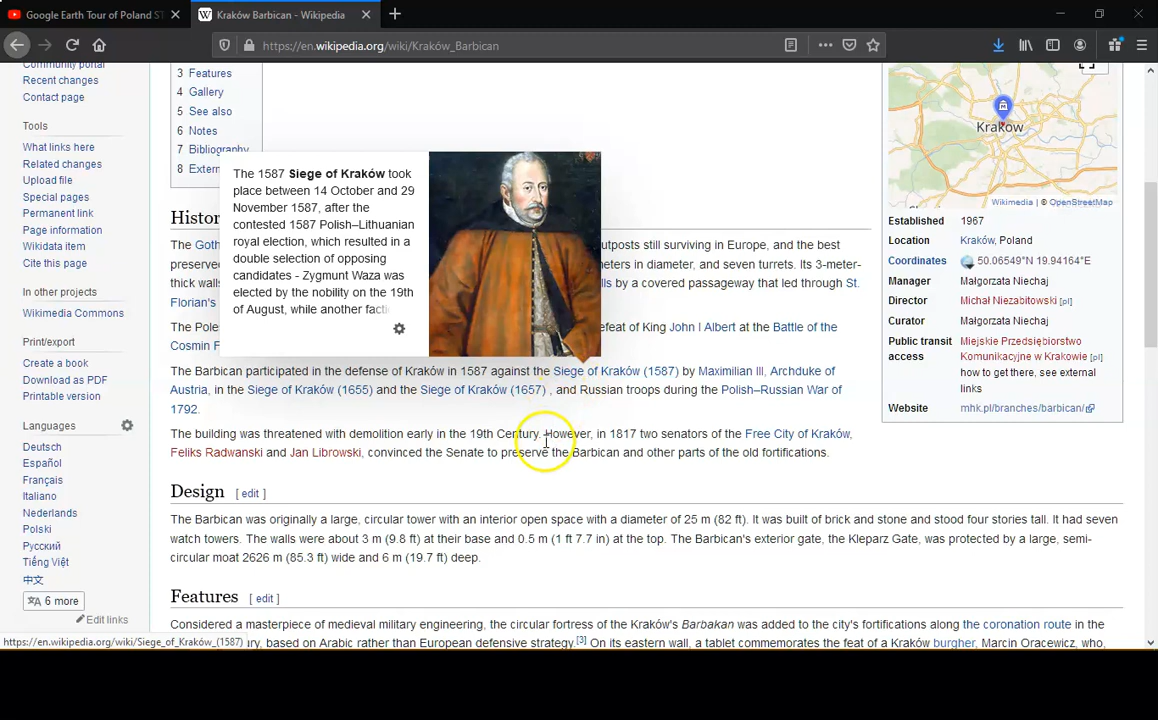 Google Earth Tour of Poland ST
Kraków Barbican - Wikipedia
https://en.wikipedia.org/wiki/Kraków_Barbican
Community portal
Recent changes
Contact page
Tools
What links here
Related changes
Upload file
Special pages
Permanent link
Page information
Wikidata item
Cite this page
In other projects
Wikimedia Commons
Print/export
Create a book
Download as PDF
Printable version
Languages
Deutsch
Español
Français
Italiano
Nederlands
Polski
Русский
Tiếng Việt
中文
6 more
Edit links
3 Features
4 Gallery
5 See also
6 Notes
7 Bibliography
8 Extern
The 1587 Siege of Kraków took
place between 14 October and 29
November 1587, after the
contested 1587 Polish–Lithuanian
royal election, which resulted in a
double selection of opposing
candidates - Zygmunt Waza was
elected by the nobility on the 19th
of August, while another facti
Histor
The Goth utposts still surviving in Europe, and the best
preserve meters in diameter, and seven turrets. Its 3-meter-
thick walls lls by a covered passageway that led through St.
Florian's
The Pole efeat of King John I Albert at the Battle of the
Cosmin F
The Barbican participated in the defense of Kraków in 1587 against the Siege of Kraków (1587) by Maximilian III, Archduke of
Austria, in the Siege of Kraków (1655) and the Siege of Kraków (1657) , and Russian troops during the Polish–Russian War of
1792.
The building was threatened with demolition early in the 19th Century. However, in 1817 two senators of the Free City of Kraków,
Feliks Radwanski and Jan Librowski, convinced the Senate to preserve the Barbican and other parts of the old fortifications.
Design [ edit ]
The Barbican was originally a large, circular tower with an interior open space with a diameter of 25 m (82 ft). It was built of brick and stone and stood four stories tall. It had seven
watch towers. The walls were about 3 m (9.8 ft) at their base and 0.5 m (1 ft 7.7 in) at the top. The Barbican's exterior gate, the Kleparz Gate, was protected by a large, semi-
circular moat 2626 m (85.3 ft) wide and 6 m (19.7 ft) deep.
Features [ edit ]
Considered a masterpiece of medieval military engineering, the circular fortress of the Kraków's Barbakan was added to the city's fortifications along the coronation route in the
ury, based on Arabic rather than European defensive strategy.[3] On its eastern wall, a tablet commemorates the feat of a Kraków burgher, Marcin Oracewicz, who,
Krakow
Wikimedia | © OpenStreetMap
Established 1967
Location Kraków, Poland
Coordinates 50.06549°N 19.94164°E
Manager Małgorzata Niechaj
Director Michał Niezabitowski [pl]
Curator Małgorzata Niechaj
Public transit Miejskie Przedsiębiorstwo
access Komunikacyjne w Krakowie [pl]
how to get there, see external
links
Website mhk.pl/branches/barbican/
https://en.wikipedia.org/wiki/Siege_of_Kraków_(1587)